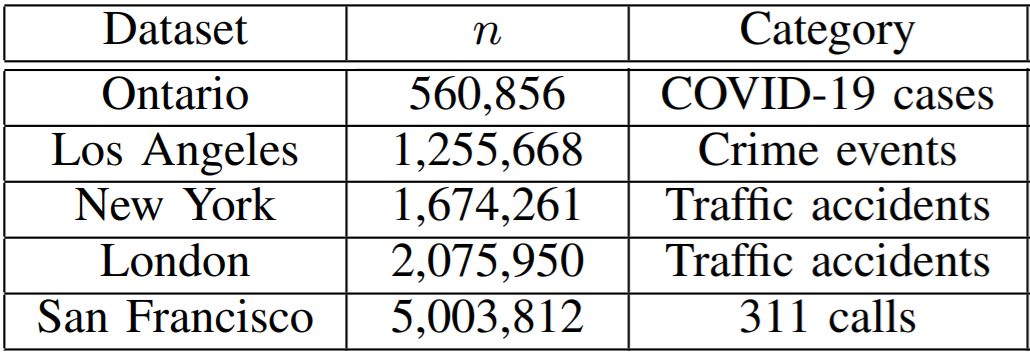 Dataset n Category
Ontario 560,856 COVID-19 cases
Los Angeles 1,255,668 Crime events
New York 1,674,261 Traffic accidents
London 2,075,950 Traffic accidents
San Francisco 5,003,812 311 calls